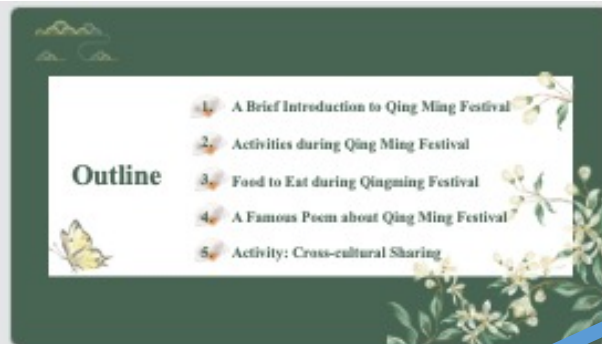 Outline
1. A Brief Introduction to Qing Ming Festival
2. Activities during Qing Ming Festival
3. Food to Eat during Qingming Festival
4. A Famous Poem about Qing Ming Festival
5. Activity: Cross-cultural Sharing